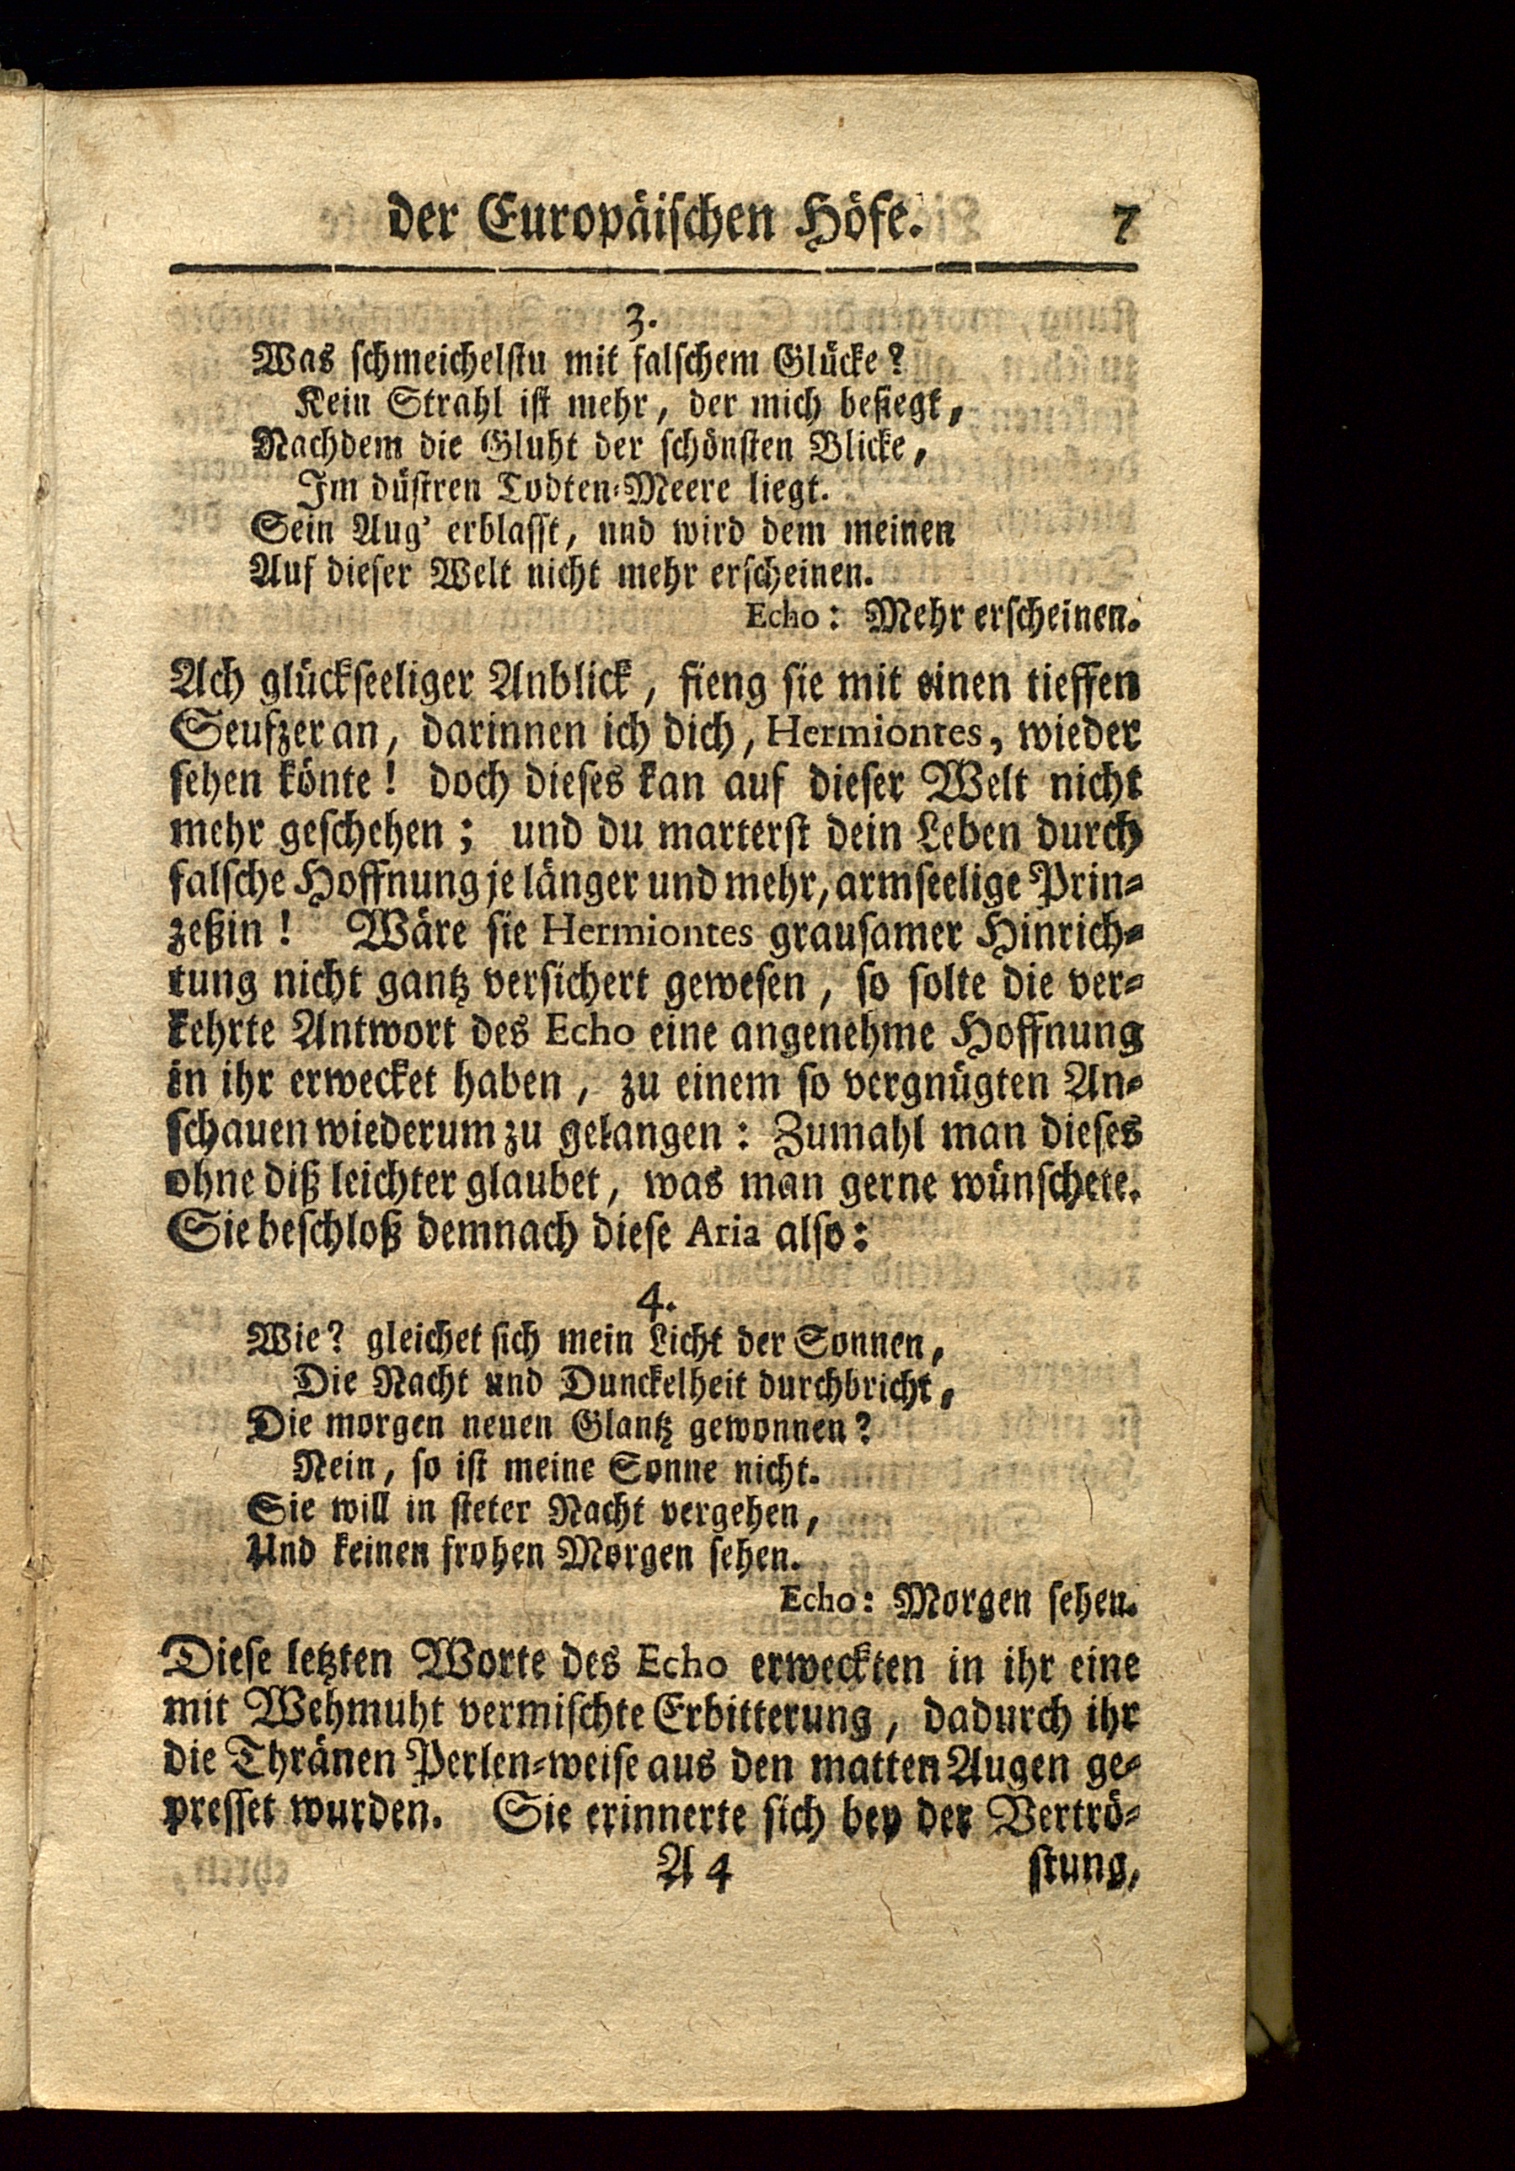 der Europäischen Höfe. 7
3.
Was schmeichelstu mit falschem Glücke?
Kein Strahl ist mehr, der mich besiegt,
Nachdem die Gluht der schönsten Blicke,
Im düstren Todten-Meere liegt.
Sein Aug' erblasst, und wird dem meinen
Auf dieser Welt nicht mehr erscheinen.
Echo: Mehr erscheinen.
Ach glückseeliger Anblick, fieng sie mit einen tieffen
Seufzer an, darinnen ich dich, Hermiontes, wieder
sehen könte! doch dieses kan auf dieser Welt nicht
mehr geschehen; und du marterst dein Leben durch
falsche Hoffnung je länger und mehr, armseelige Prin-
zeßin! Wäre sie Hermiontes grausamer Hinrich-
tung nicht gantz versichert gewesen, so solte die ver-
kehrte Antwort des Echo eine angenehme Hoffnung
in ihr erwecket haben, zu einem so vergnügten An-
schauen wiederum zu gelangen: Zumahl man dieses
ohne diß leichter glaubet, was man gerne wünschete.
Sie beschloß demnach diese Aria also:
4.
Wie? gleichet sich mein Licht der Sonnen,
Die Nacht und Dunckelheit durchbricht,
Die morgen neuen Glantz gewonnen?
Nein, so ist meine Sonne nicht.
Sie will in steter Nacht vergehen,
Und keinen frohen Morgen sehen.
Echo: Morgen sehen.
Diese letzten Worte des Echo erweckten in ihr eine
mit Wehmuht vermischte Erbitterung, dadurch ihr
die Thränen Perlen-weise aus den matten Augen ge-
presset wurden. Sie erinnerte sich bey der Vertrö-
A 4 stung,